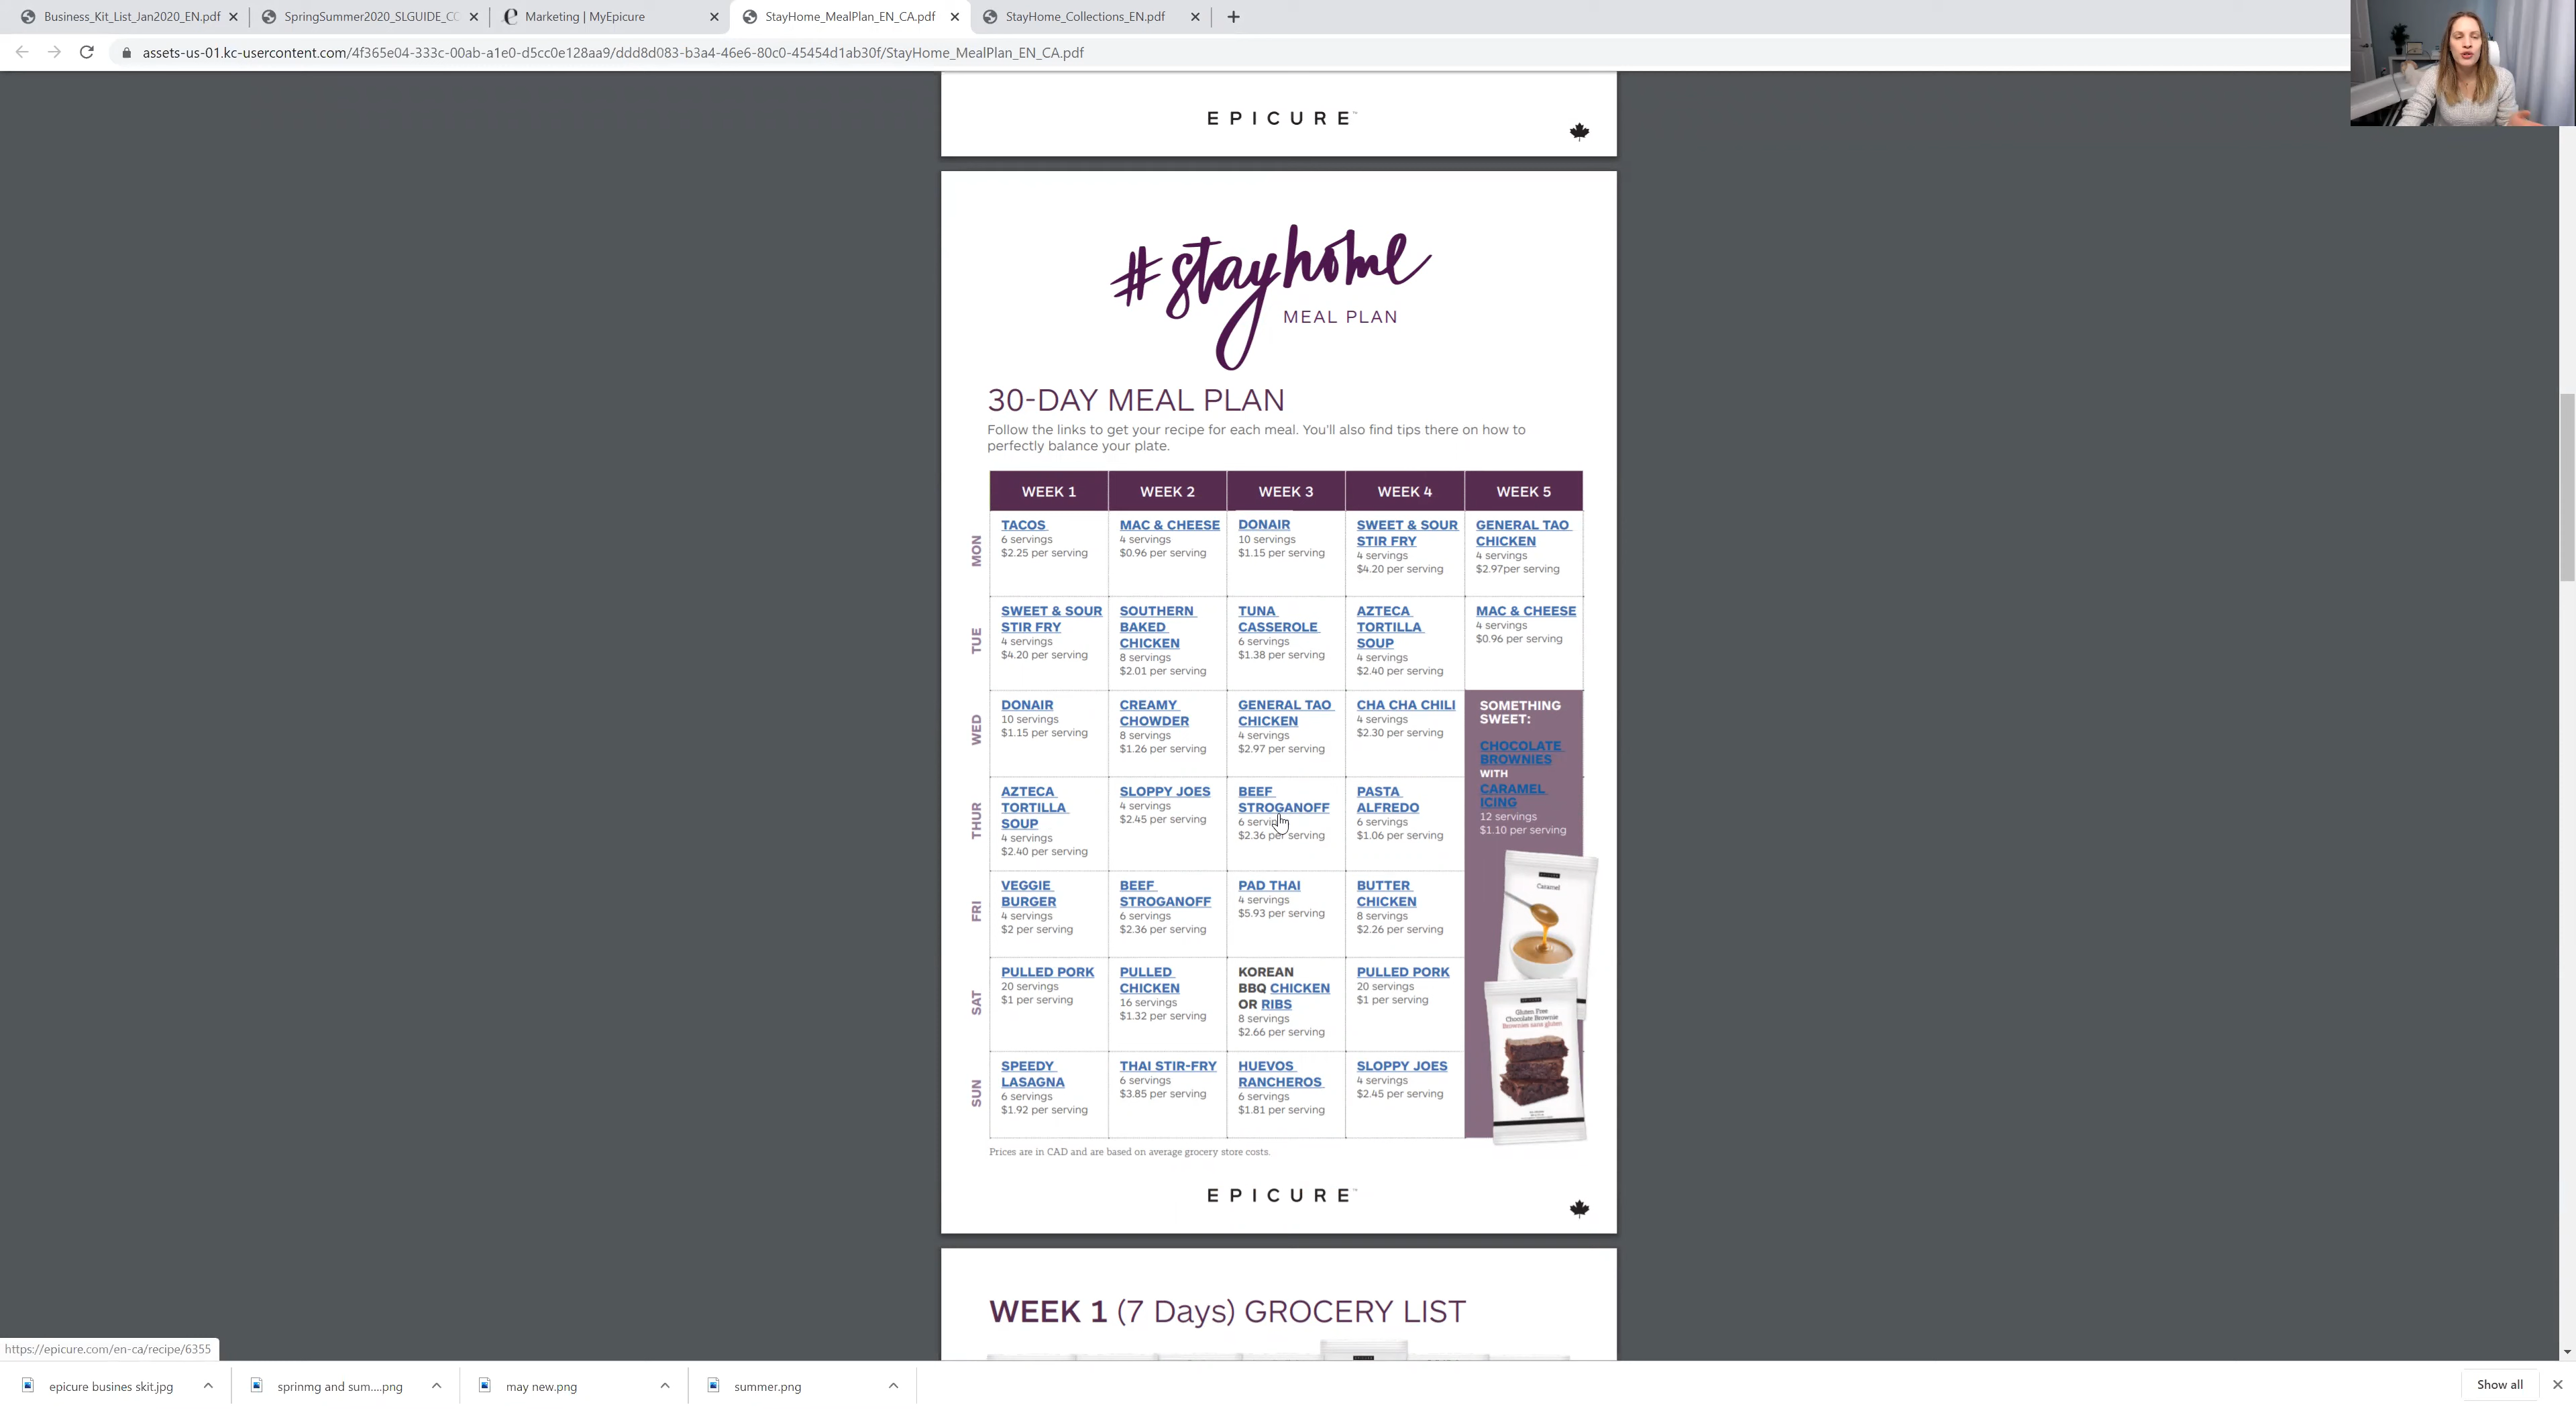 Business_Kit_List_Jan2020_EN.pdf
SpringSummer2020_SLGUIDE_CC
Marketing | MyEpicure
StayHome_MealPlan_EN_CA.pdf
StayHome_Collections_EN.pdf
assets-us-01.kc-usercontent.com/4f365e04-333c-00ab-a1e0-d5cc0e128aa9/ddd8d083-b3a4-46e6-80c0-45454d1ab30f/StayHome_MealPlan_EN_CA.pdf
EPICURE™
#stayhome
MEAL PLAN
30-DAY MEAL PLAN
Follow the links to get your recipe for each meal. You'll also find tips there on how to
perfectly balance your plate.
WEEK 1
WEEK 2
WEEK 3
WEEK 4
WEEK 5
MON
TACOS
6 servings
$2.25 per serving
MAC & CHEESE
4 servings
$0.96 per serving
DONAIR
10 servings
$1.15 per serving
SWEET & SOUR
STIR FRY
4 servings
$4.20 per serving
GENERAL TAO
CHICKEN
4 servings
$2.97per serving
TUE
SWEET & SOUR
STIR FRY
4 servings
$4.20 per serving
SOUTHERN
BAKED
CHICKEN
8 servings
$2.01 per serving
TUNA
CASSEROLE
6 servings
$1.38 per serving
AZTECA
TORTILLA
SOUP
4 servings
$2.40 per serving
MAC & CHEESE
4 servings
$0.96 per serving
WED
DONAIR
10 servings
$1.15 per serving
CREAMY
CHOWDER
8 servings
$1.26 per serving
GENERAL TAO
CHICKEN
4 servings
$2.97 per serving
CHA CHA CHILI
4 servings
$2.30 per serving
SOMETHING
SWEET:
CHOCOLATE
BROWNIES
WITH
CARAMEL
ICING
12 servings
$1.10 per serving
THUR
AZTECA
TORTILLA
SOUP
4 servings
$2.40 per serving
SLOPPY JOES
4 servings
$2.45 per serving
BEEF
STROGANOFF
6 servings
$2.36 per serving
PASTA
ALFREDO
6 servings
$1.06 per serving
FRI
VEGGIE
BURGER
4 servings
$2 per serving
BEEF
STROGANOFF
6 servings
$2.36 per serving
PAD THAI
4 servings
$5.93 per serving
BUTTER
CHICKEN
8 servings
$2.26 per serving
Caramel
SAT
PULLED PORK
20 servings
$1 per serving
PULLED
CHICKEN
16 servings
$1.32 per serving
KOREAN
BBQ CHICKEN
OR RIBS
8 servings
$2.66 per serving
PULLED PORK
20 servings
$1 per serving
Gluten Free
Chocolate Brownie
Brownies sans gluten
SUN
SPEEDY
LASAGNA
6 servings
$1.92 per serving
THAI STIR-FRY
6 servings
$3.85 per serving
HUEVOS
RANCHEROS
6 servings
$1.81 per serving
SLOPPY JOES
4 servings
$2.45 per serving
Prices are in CAD and are based on average grocery store costs.
EPICURE™
WEEK 1 (7 Days) GROCERY LIST
https://epicure.com/en-ca/recipe/6355
epicure busines skit.jpg
sprinmg and sum....png
may new.png
summer.png
Show all